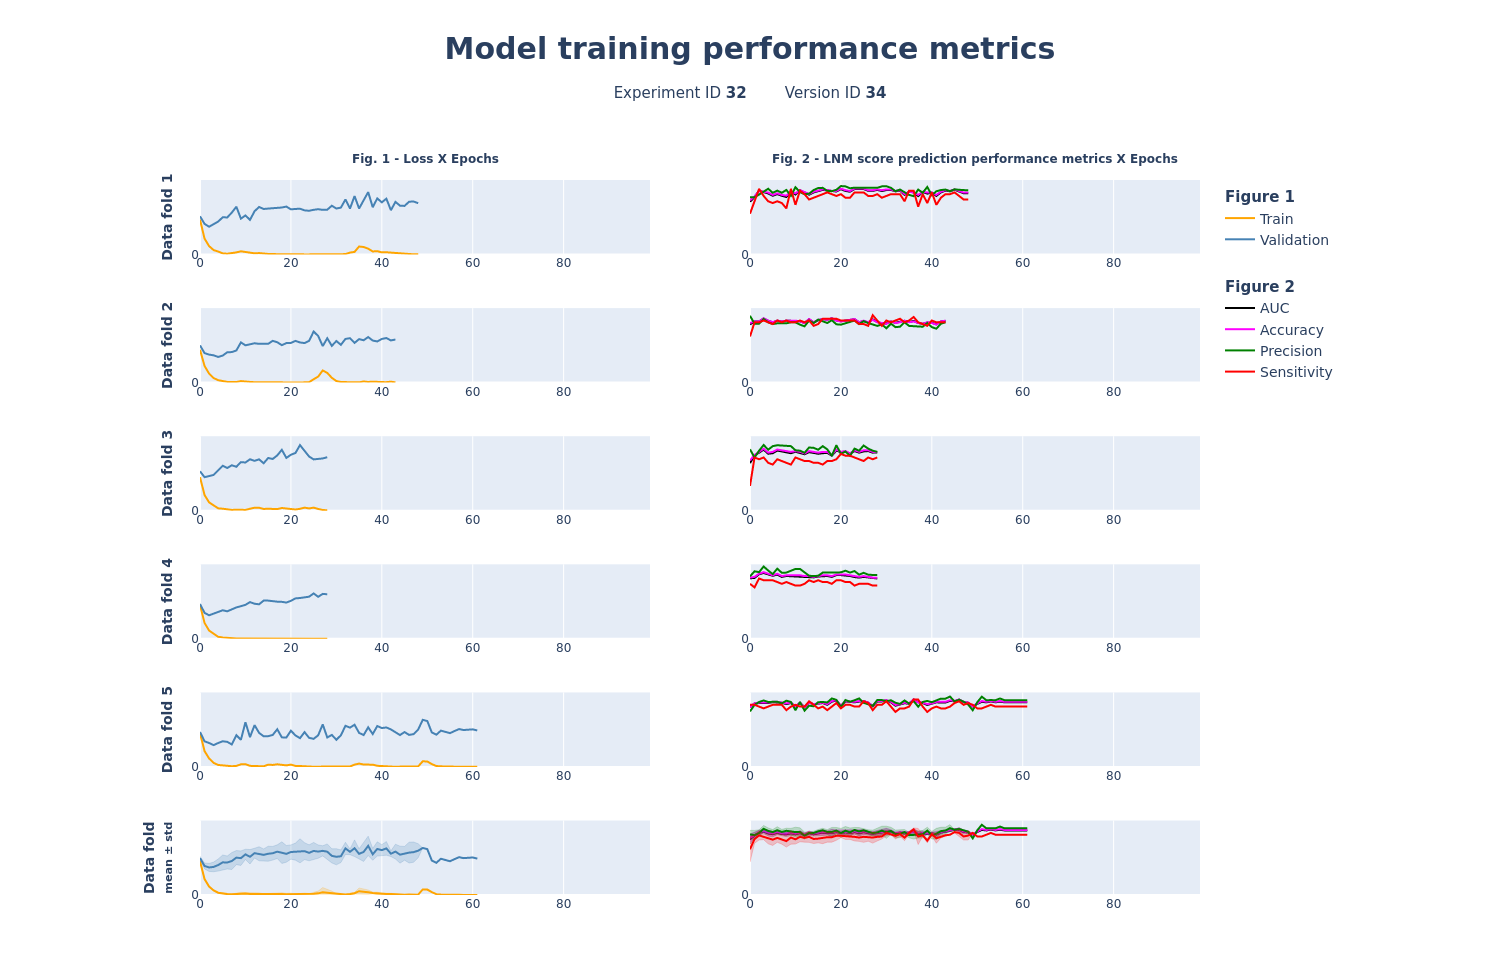 Model training performance metrics
Experiment ID 32 Version ID 34
Fig. 1 - Loss X Epochs
Fig. 2 - LNM score prediction performance metrics X Epochs
Data fold 1
0
0 20 40 60 80
0
0 20 40 60 80
Figure 1
Train
Validation
Figure 2
AUC
Accuracy
Precision
Sensitivity
Data fold 2
0
0 20 40 60 80
0
0 20 40 60 80
Data fold 3
0
0 20 40 60 80
0
0 20 40 60 80
Data fold 4
0
0 20 40 60 80
0
0 20 40 60 80
Data fold 5
0
0 20 40 60 80
0
0 20 40 60 80
Data fold
mean ± std
0
0 20 40 60 80
0
0 20 40 60 80